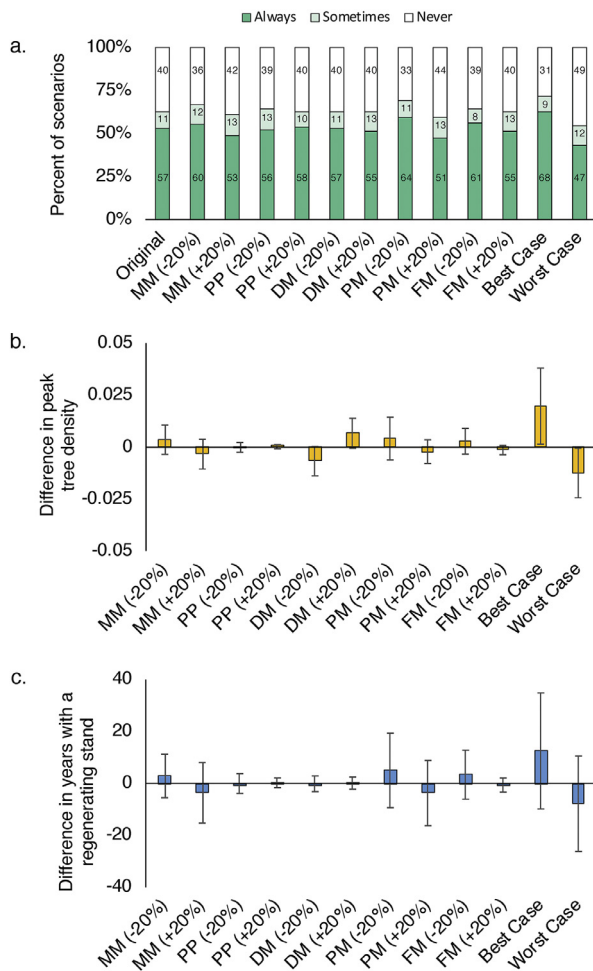 Always Sometimes Never
a.
Percent of scenarios
100%
75%
50%
25%
0%
40 36 42 39 40 40 40 33 44 39 40 31 49
11 12 13 13 10 11 13 11 13 8 13 9 12
57 60 53 56 58 57 55 64 51 61 55 68 47
Original
MM (-20%)
MM (+20%)
PP (-20%)
PP (+20%)
DM (-20%)
DM (+20%)
PM (-20%)
PM (+20%)
FM (-20%)
FM (+20%)
Best Case
Worst Case
b.
Difference in peak
tree density
0.05
0.025
0
-0.025
-0.05
MM (-20%)
MM (+20%)
PP (-20%)
PP (+20%)
DM (-20%)
DM (+20%)
PM (-20%)
PM (+20%)
FM (-20%)
FM (+20%)
Best Case
Worst Case
c.
Difference in years with a
regenerating stand
40
20
0
-20
-40
MM (-20%)
MM (+20%)
PP (-20%)
PP (+20%)
DM (-20%)
DM (+20%)
PM (-20%)
PM (+20%)
FM (-20%)
FM (+20%)
Best Case
Worst Case